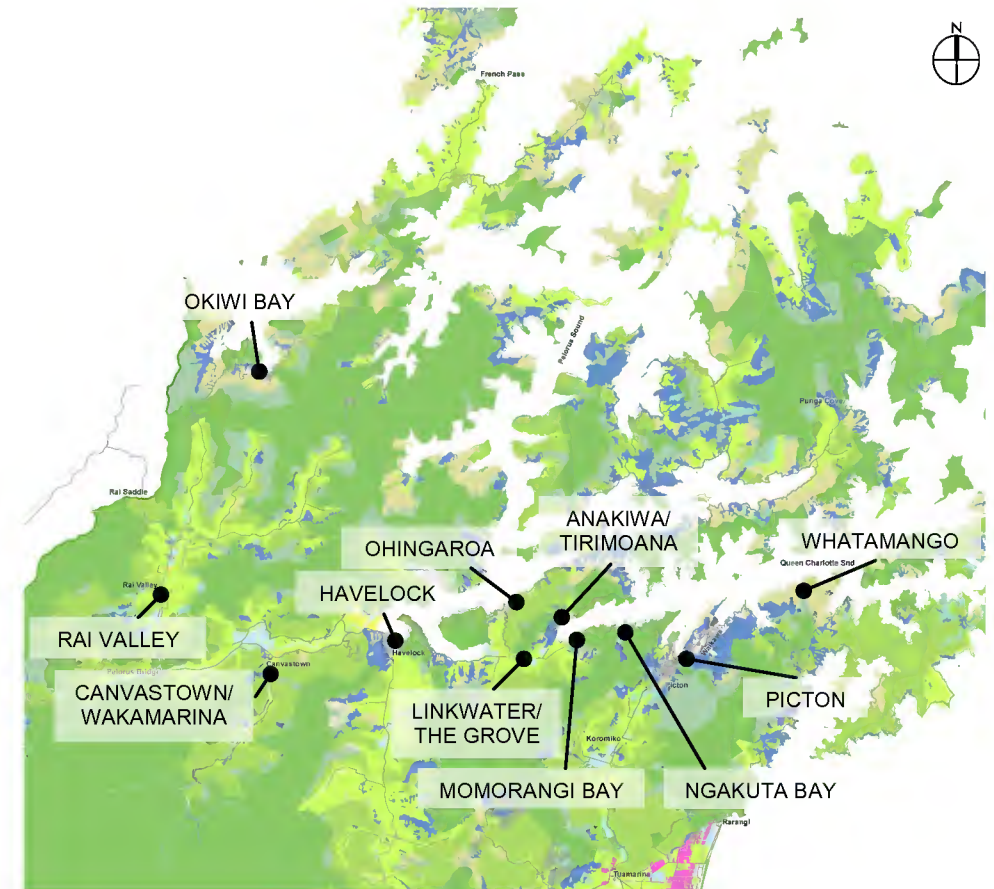 N
French Pass
OKIWI BAY
Pelorus Sound
Punga Cove
Rai Saddle
ANAKIWA/
TIRIMOANA
OHINGAROA
WHATAMANGO
Queen Charlotte Snd
HAVELOCK
Rai Valley
RAI VALLEY
Havelock
Canvastown
Pelorus Bridge
CANVASTOWN/
WAKAMARINA
LINKWATER/
THE GROVE
Picton
PICTON
Koromiko
MOMORANGI BAY
NGAKUTA BAY
Rarangi
Tuamarina